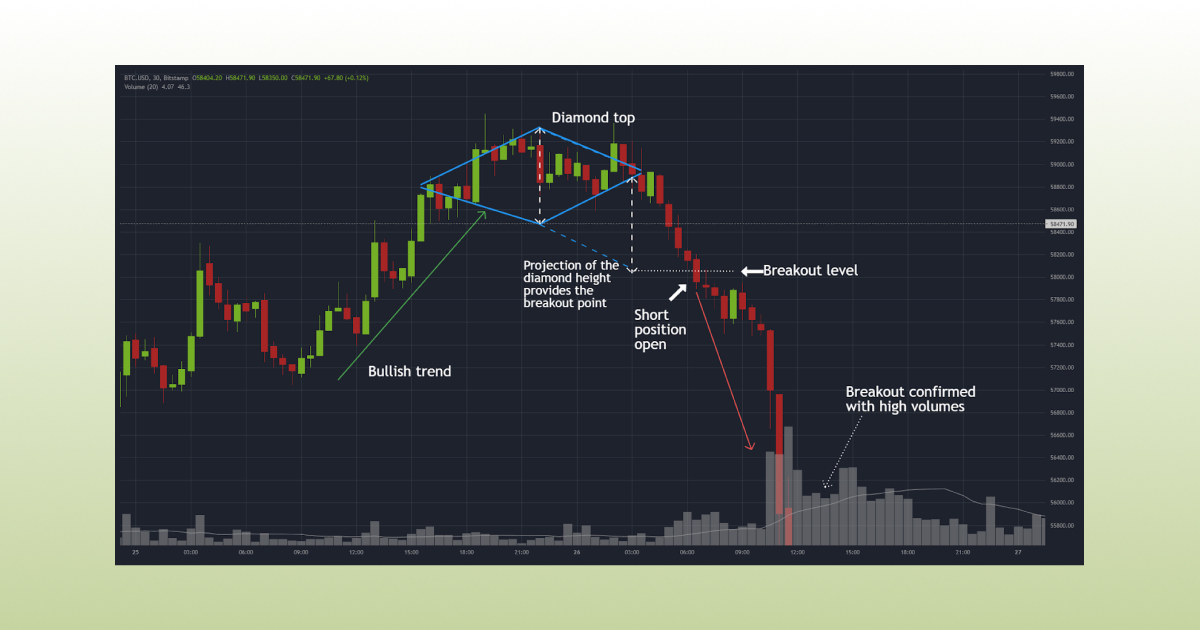 BTC.USD, 30, Bitstamp O58404.20 H58471.90 L58350.00 C58471.90 +67.80 (+0.12%)
Volume (20) 4.07 46.3
Diamond top
Projection of the
diamond height
provides the
breakout point
Breakout level
Short
position
open
Bullish trend
Breakout confirmed
with high volumes
59800.00
59600.00
59400.00
59200.00
59000.00
58800.00
58600.00
58471.90
58400.00
58200.00
58000.00
57800.00
57600.00
57400.00
57200.00
57000.00
56800.00
56600.00
56400.00
56200.00
56000.00
55800.00
25 03:00 06:00 09:00 12:00 15:00 18:00 21:00 26 03:00 06:00 09:00 12:00 15:00 18:00 21:00 27